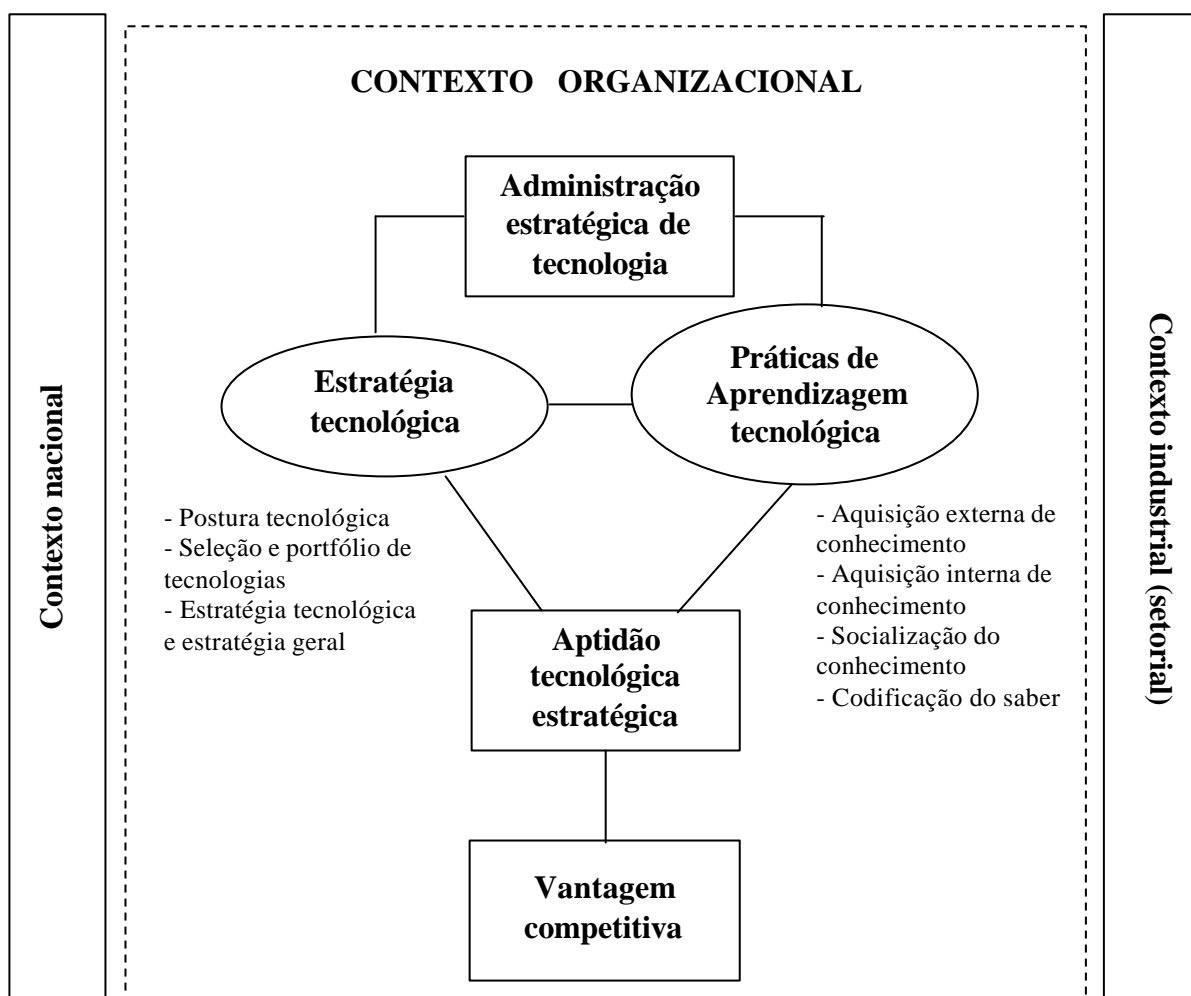 CONTEXTO ORGANIZACIONAL
Administração
estratégica de
tecnologia
Estratégia
tecnológica
Práticas de
Aprendizagem
tecnológica
- Postura tecnológica
- Seleção e portfólio de
tecnologias
- Estratégia tecnológica
e estratégia geral
- Aquisição externa de
conhecimento
- Aquisição interna de
conhecimento
- Socialização do
conhecimento
- Codificação do saber
Aptidão
tecnológica
estratégica
Vantagem
competitiva
Contexto nacional
Contexto industrial (setorial)